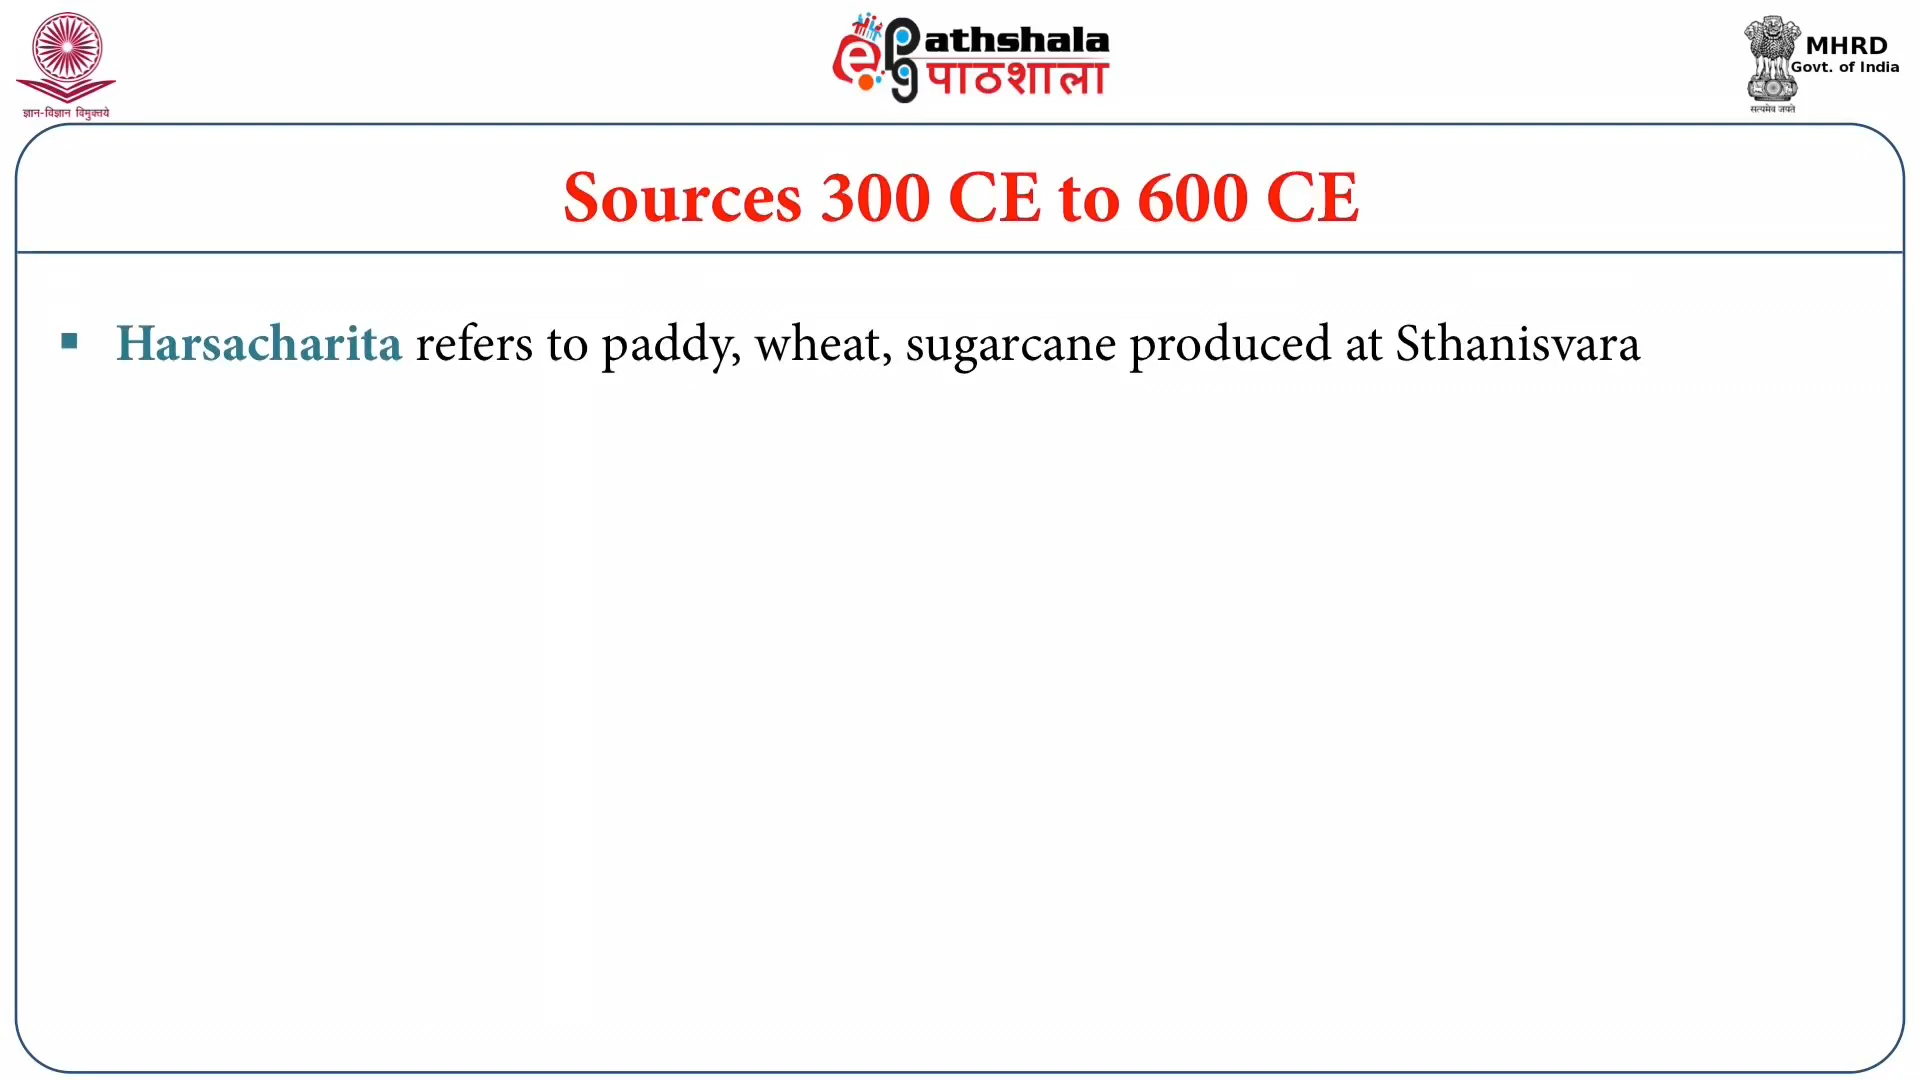 ज्ञान-विज्ञान विमुक्तये
ePathshala
पाठशाला
MHRD
Govt. of India
सत्यमेव जयते
Sources 300 CE to 600 CE
▪ Harsacharita refers to paddy, wheat, sugarcane produced at Sthanisvara